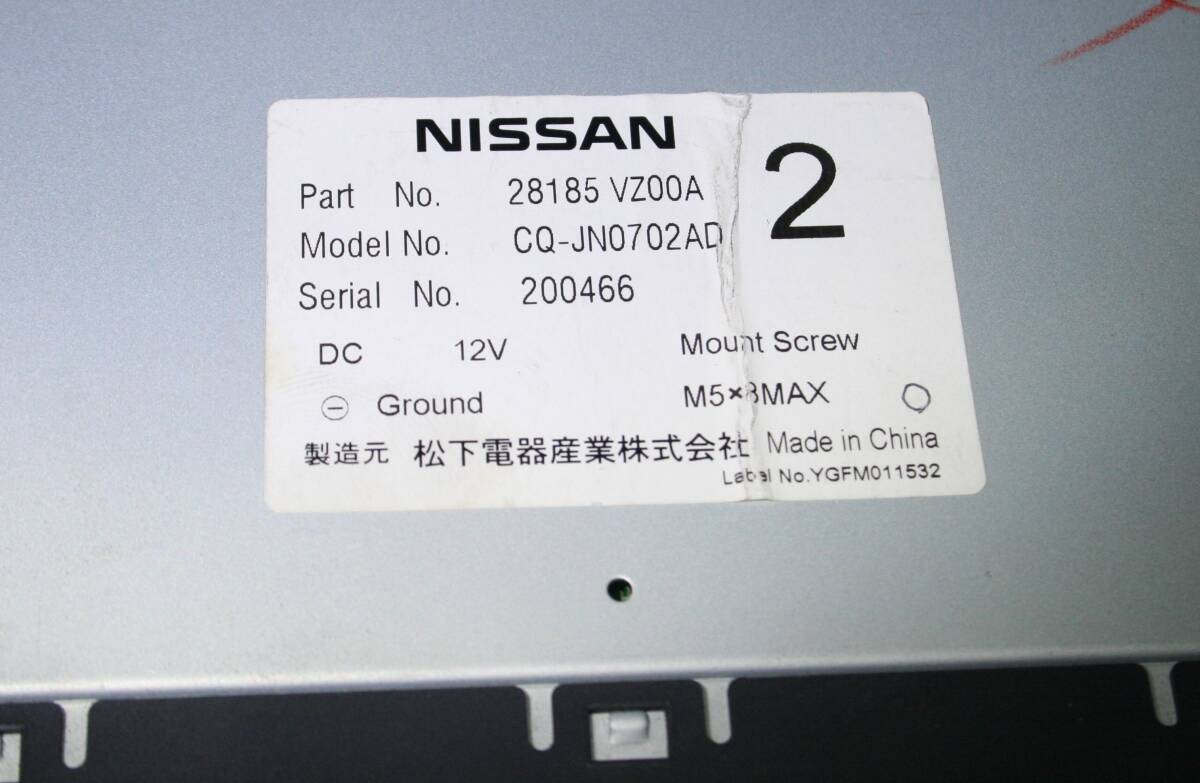 NISSAN
2
Part No. 28185 VZ00A
Model No. CQ-JN0702AD
Serial No. 200466
DC 12V
Mount Screw
⊖ Ground
M5×8MAX
製造元 松下電器産業株式会社 Made in China
Label No.YGFM011532